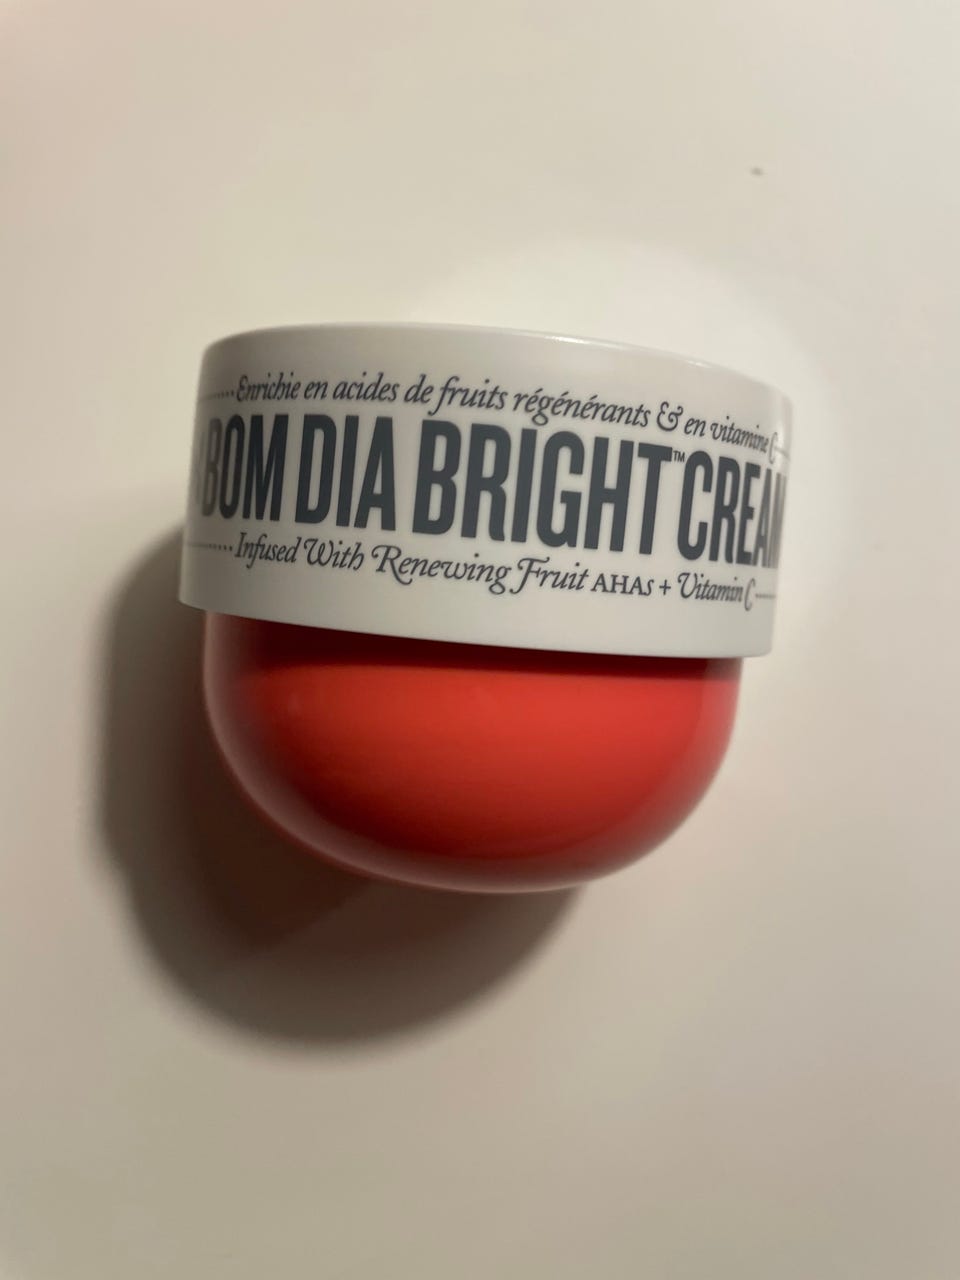 Enrichie en acides de fruits régénérants & en vitamine C
BOM DIA BRIGHT™ CREAM
Infused With Renewing Fruit AHAs + Vitamin C